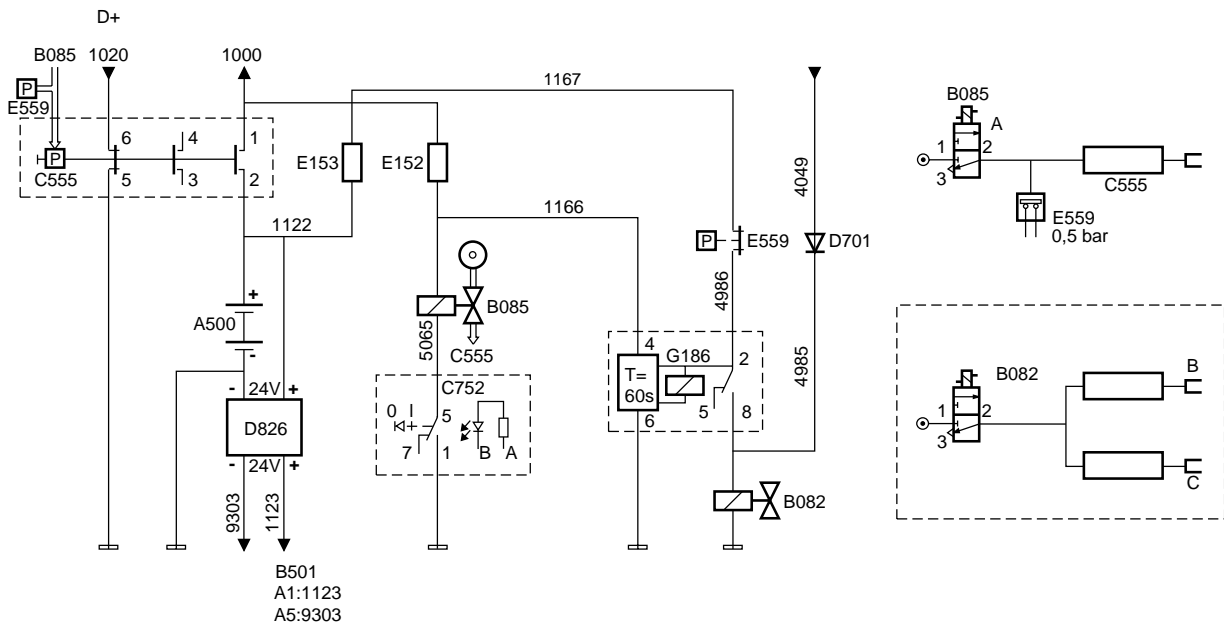 D+
B085
1020
1000
P
E559
6
4
1
P
C555
5
3
2
E153
E152
1167
1122
1166
4049
P
E559
D701
A500
+
-
5065
B085
C555
4986
4985
- 24V +
D826
- 24V +
9303
1123
B501
A1:1123
A5:9303
C752
0 I
5
7
1
B
A
4
G186
2
T=
60s
5
8
6
B082
B085
A
1
2
3
C555
E559
0,5 bar
B082
1
2
3
B
C